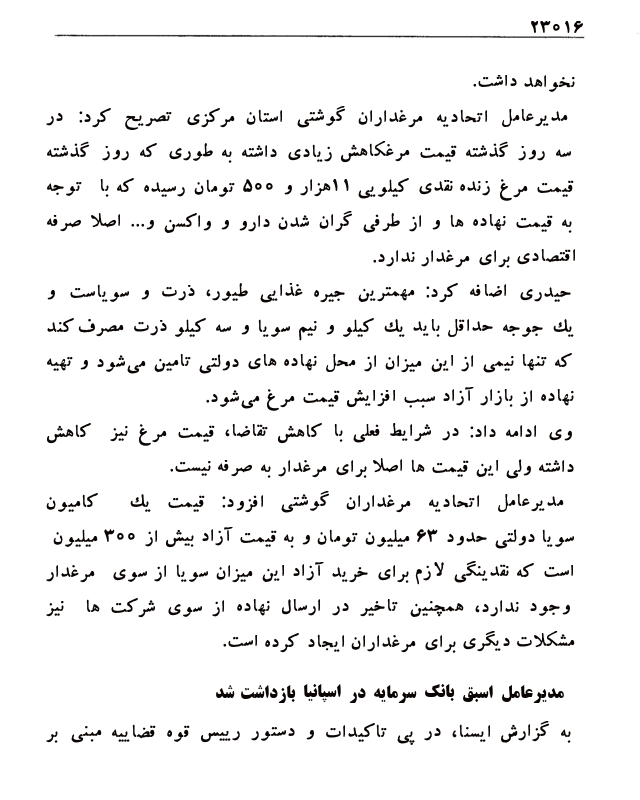 ۲۳۰۱۶
نخواهد داشت.
مدیرعامل اتحادیه مرغداران گوشتی استان مرکزی تصریح کرد: در
سه روز گذشته قیمت مرغکاهش زیادی داشته به طوری که روز گذشته
قیمت مرغ زنده نقدی کیلویی ۱۱هزار و ۵۰۰ تومان رسیده که با توجه
به قیمت نهاده ها و از طرفی گران شدن دارو و واکسن و... اصلا صرفه
اقتصادی برای مرغدار ندارد.
حیدری اضافه کرد: مهمترین جیره غذایی طیور، ذرت و سویاست و
یک جوجه حداقل باید یک کیلو و نیم سویا و سه کیلو ذرت مصرف کند
که تنها نیمی از این میزان از محل نهاده های دولتی تامین می‌شود و تهیه
نهاده از بازار آزاد سبب افزایش قیمت مرغ می‌شود.
وی ادامه داد: در شرایط فعلی با کاهش تقاضا، قیمت مرغ نیز کاهش
داشته ولی این قیمت ها اصلا برای مرغدار به صرفه نیست.
مدیرعامل اتحادیه مرغداران گوشتی افزود: قیمت یک کامیون
سویا دولتی حدود ۶۳ میلیون تومان و به قیمت آزاد بیش از ۳۰۰ میلیون
است که نقدینگی لازم برای خرید آزاد این میزان سویا از سوی مرغدار
وجود ندارد، همچنین تاخیر در ارسال نهاده از سوی شرکت ها نیز
مشکلات دیگری برای مرغداران ایجاد کرده است.
مدیرعامل اسبق بانک سرمایه در اسپانیا بازداشت شد
به گزارش ایسنا، در پی تاکیدات و دستور رییس قوه قضاییه مبنی بر